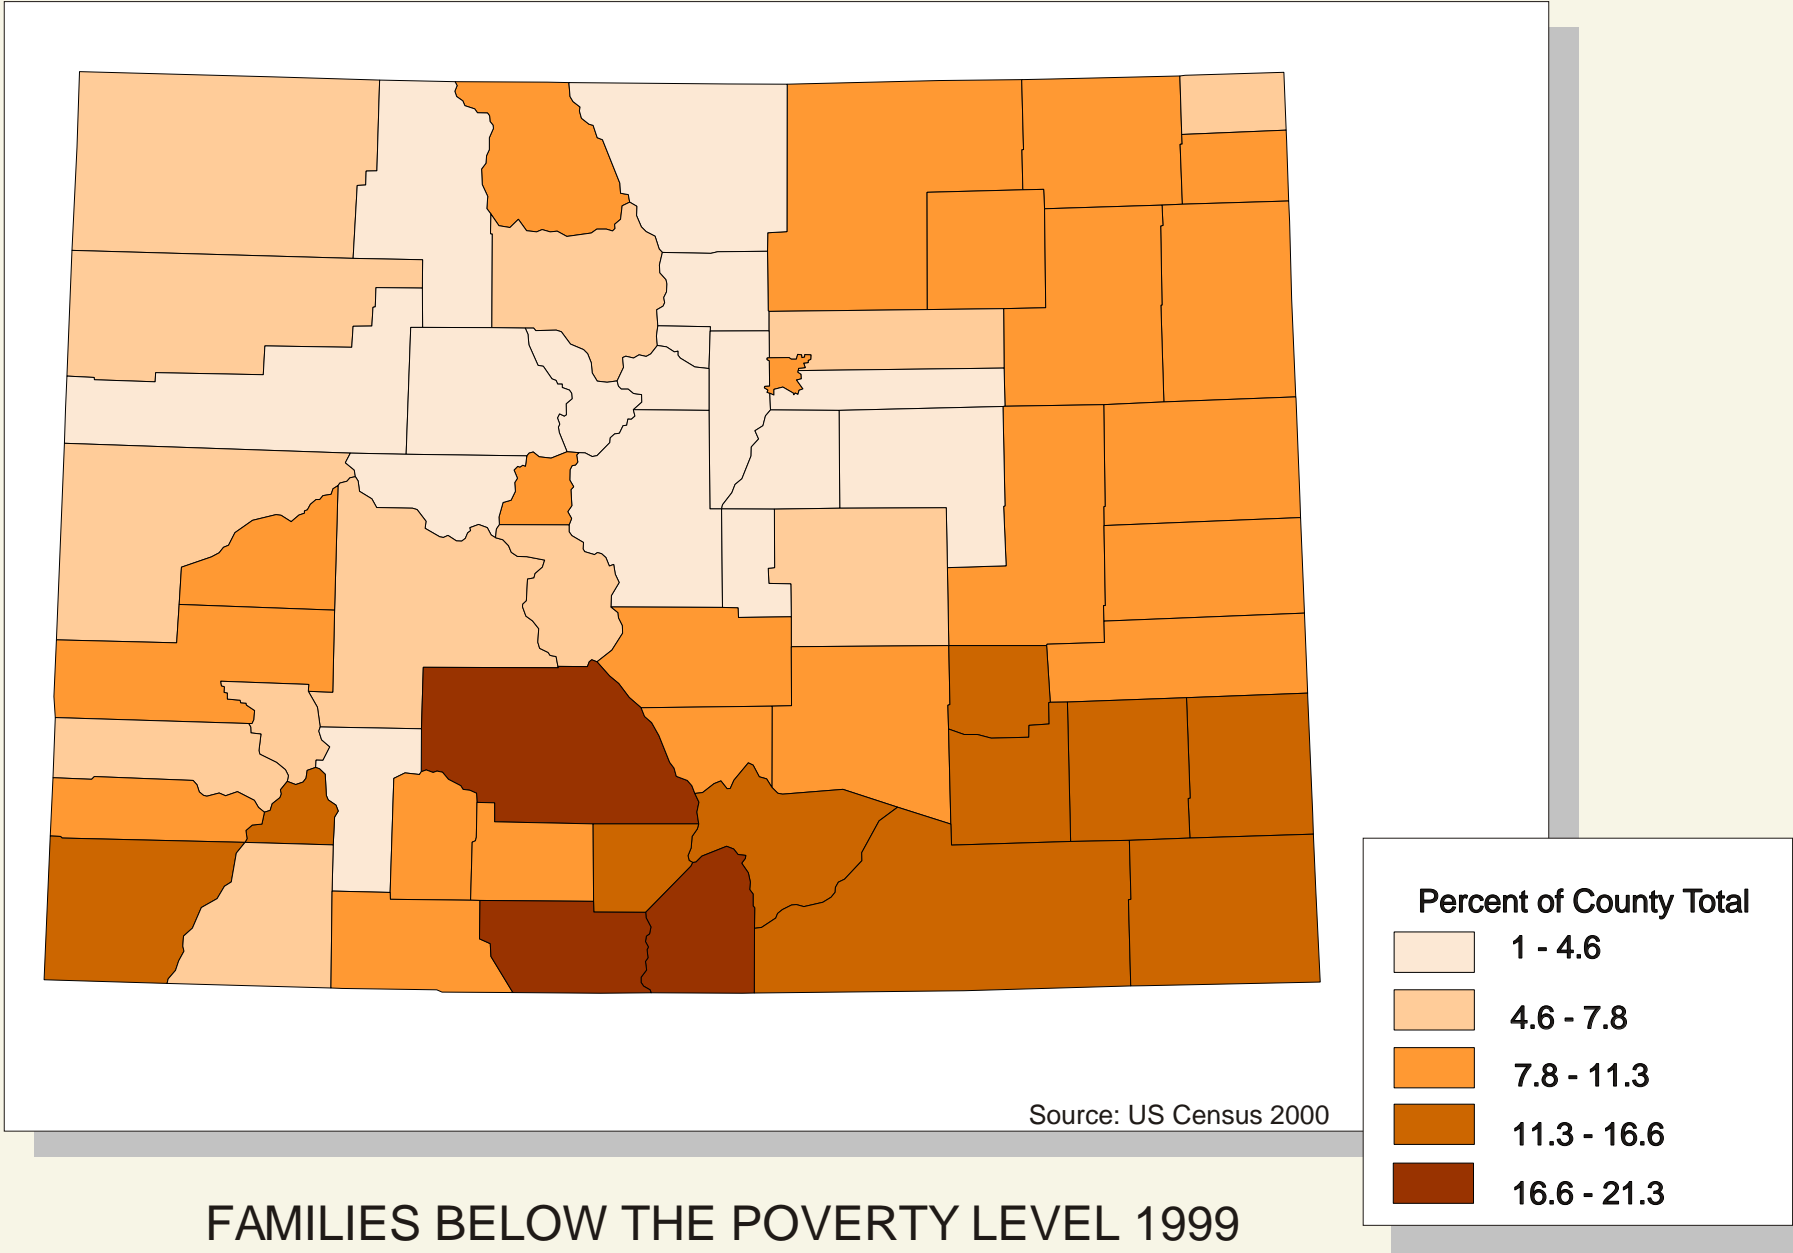 Percent of County Total
1 - 4.6
4.6 - 7.8
7.8 - 11.3
11.3 - 16.6
16.6 - 21.3
Source: US Census 2000
FAMILIES BELOW THE POVERTY LEVEL 1999